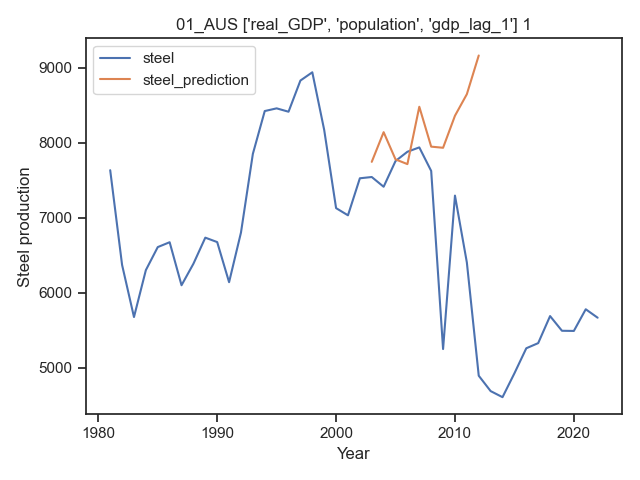 01_AUS ['real_GDP', 'population', 'gdp_lag_1'] 1
steel
steel_prediction
9000
8000
7000
6000
5000
Steel production
1980
1990
2000
2010
2020
Year